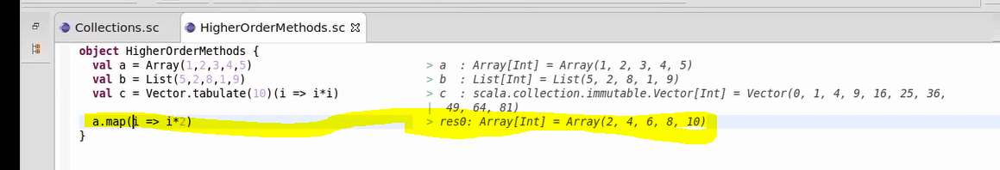 Collections.sc HigherOrderMethods.sc
object HigherOrderMethods {
val a = Array(1,2,3,4,5) > a : Array[Int] = Array(1, 2, 3, 4, 5)
val b = List(5,2,8,1,9) > b : List[Int] = List(5, 2, 8, 1, 9)
val c = Vector.tabulate(10)(i => i*i) > c : scala.collection.immutable.Vector[Int] = Vector(0, 1, 4, 9, 16, 25, 36,
| 49, 64, 81)
a.map(i => i*2) > res0: Array[Int] = Array(2, 4, 6, 8, 10)
}